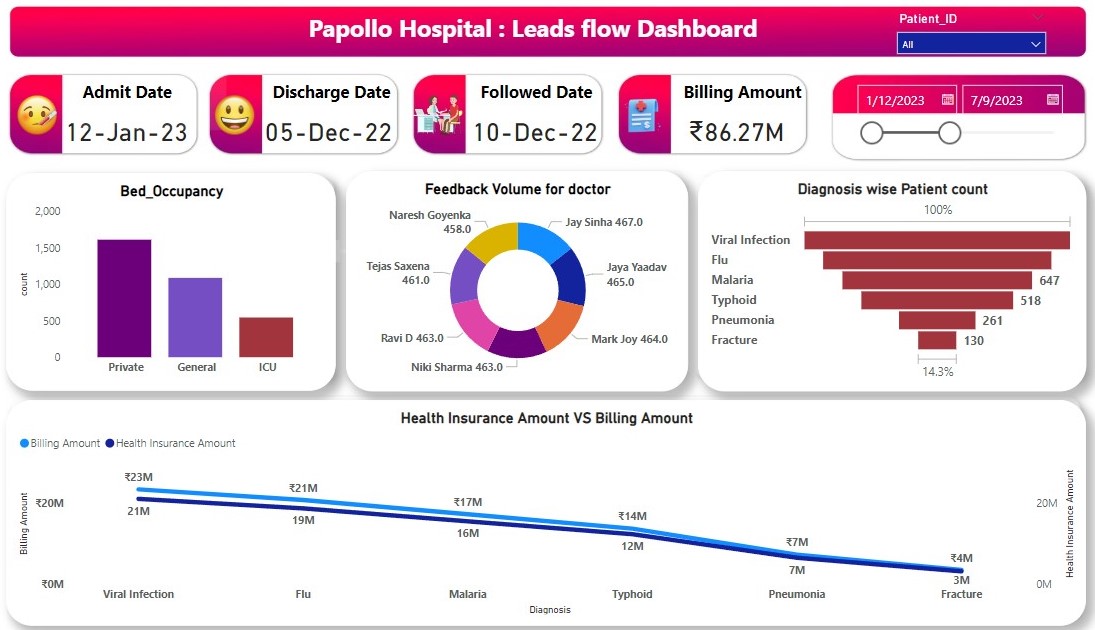 Papollo Hospital : Leads flow Dashboard
Patient_ID
All
Admit Date
12-Jan-23
Discharge Date
05-Dec-22
Followed Date
10-Dec-22
Billing Amount
₹86.27M
1/12/2023
7/9/2023
Bed_Occupancy
2,000
1,500
1,000
500
0
count
Private
General
ICU
Feedback Volume for doctor
Naresh Goyenka
458.0
Jay Sinha 467.0
Tejas Saxena
461.0
Jaya Yaadav
465.0
Ravi D 463.0
Mark Joy 464.0
Niki Sharma 463.0
Diagnosis wise Patient count
100%
Viral Infection
Flu
Malaria
647
Typhoid
518
Pneumonia
261
Fracture
130
14.3%
Health Insurance Amount VS Billing Amount
Billing Amount
Health Insurance Amount
Billing Amount
₹20M
₹0M
₹23M
21M
₹21M
19M
₹17M
16M
₹14M
12M
₹7M
7M
₹4M
3M
20M
0M
Health Insurance Amount
Viral Infection
Flu
Malaria
Typhoid
Pneumonia
Fracture
Diagnosis